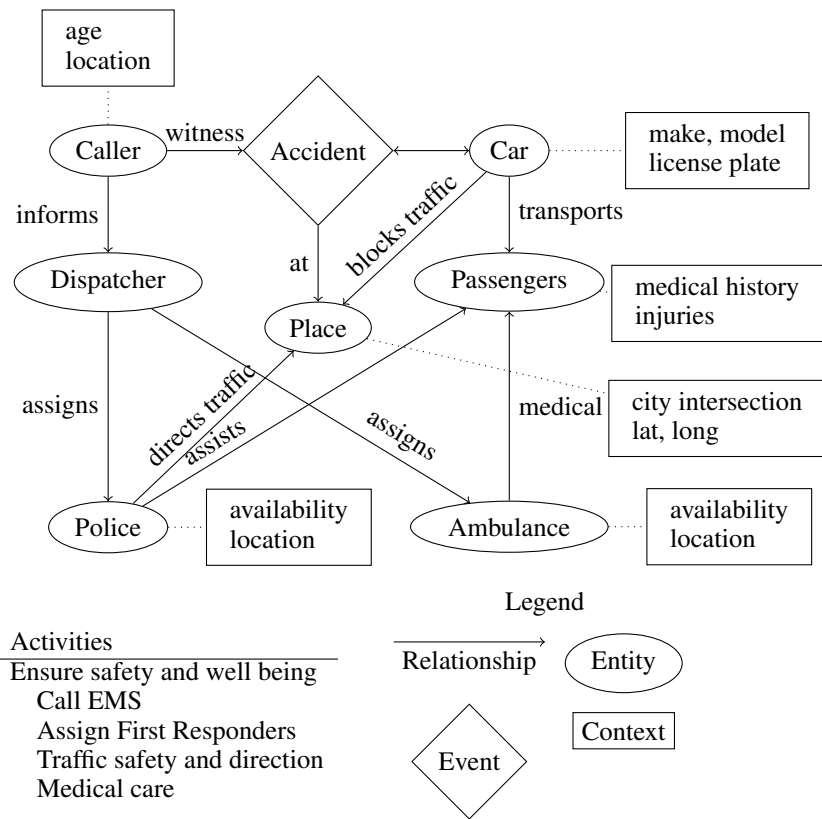 age
location
Caller
witness
Accident
Car
make, model
license plate
informs
transports
blocks traffic
at
Dispatcher
Passengers
medical history
injuries
Place
assigns
directs traffic
assists
assigns
medical
city intersection
lat, long
Police
availability
location
Ambulance
availability
location
Legend
Activities
Ensure safety and well being
Call EMS
Assign First Responders
Traffic safety and direction
Medical care
Relationship
Entity
Event
Context